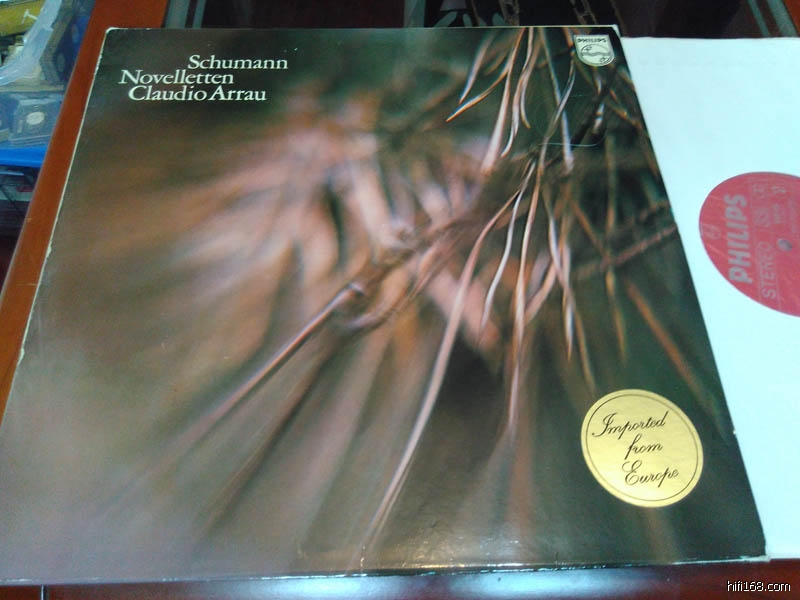 Schumann
Novelletten
Claudio Arrau
PHILIPS
PHILIPS
STEREO
Imported
from
Europe
hifi168.com